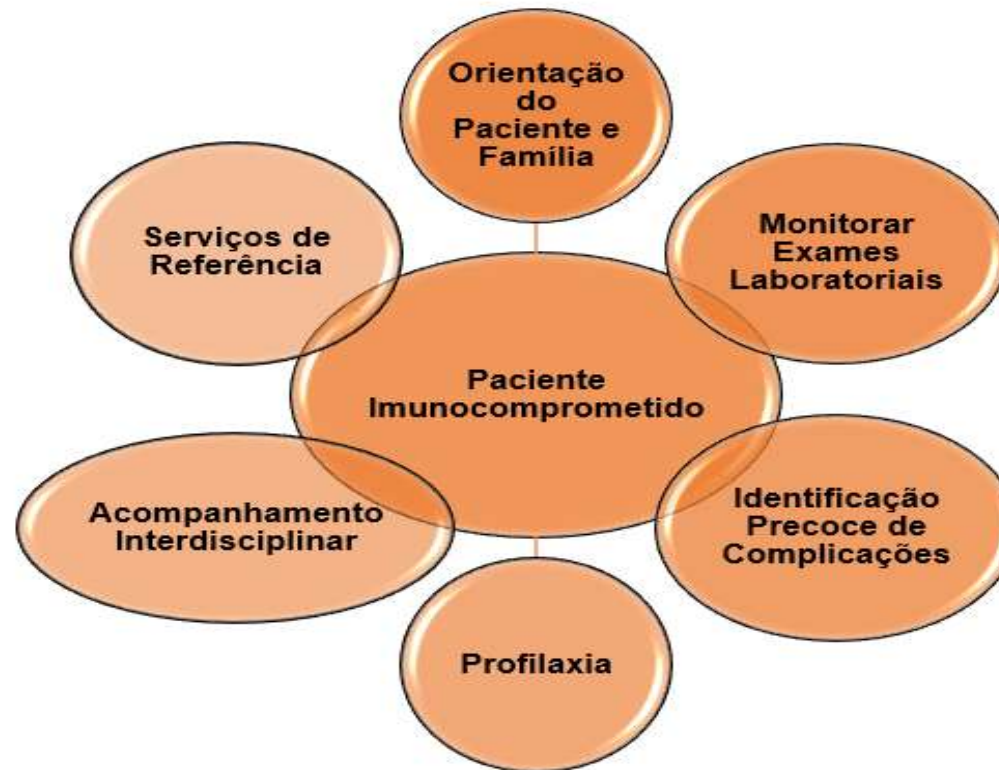 Orientação
do
Paciente e
Família
Serviços de
Referência
Monitorar
Exames
Laboratoriais
Paciente
Imunocomprometido
Acompanhamento
Interdisciplinar
Identificação
Precoce de
Complicações
Profilaxia